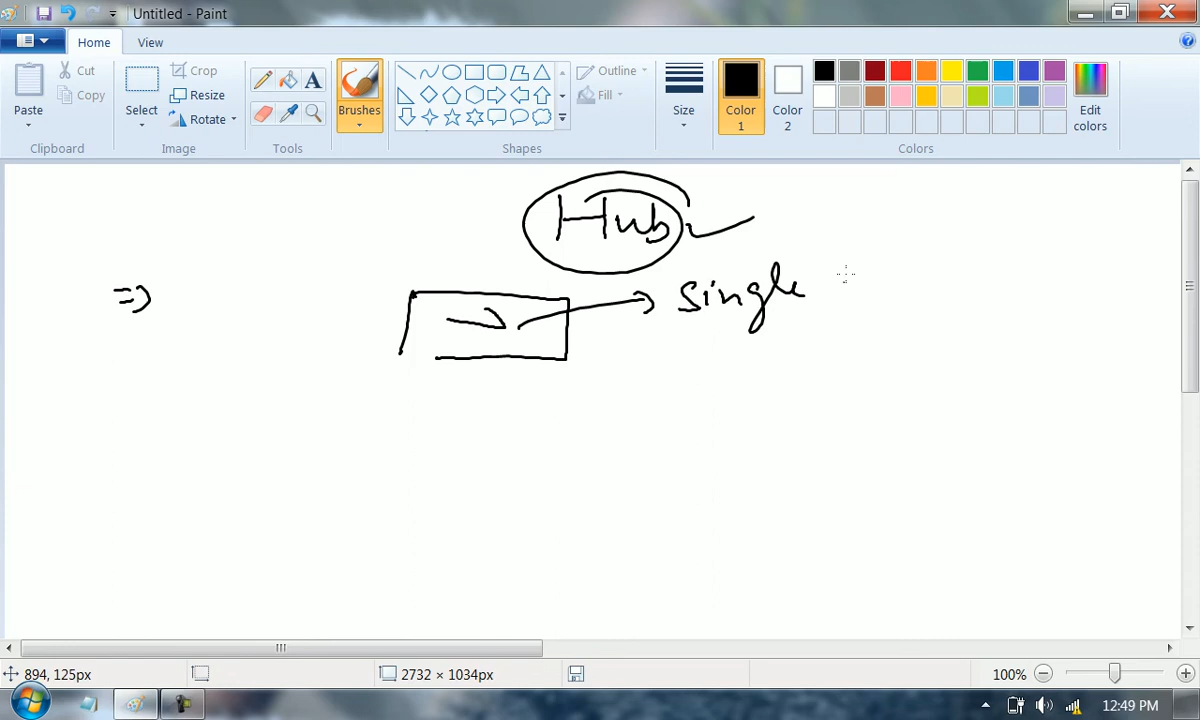 Untitled - Paint
Home View
Paste
Cut
Copy
Clipboard
Select
Crop
Resize
Rotate
Image
A
Tools
Brushes
Shapes
Outline
Fill
Size
Color 1
Color 2
Edit colors
Colors
Hub
=> single
894, 125px 2732 × 1034px 100%
12:49 PM